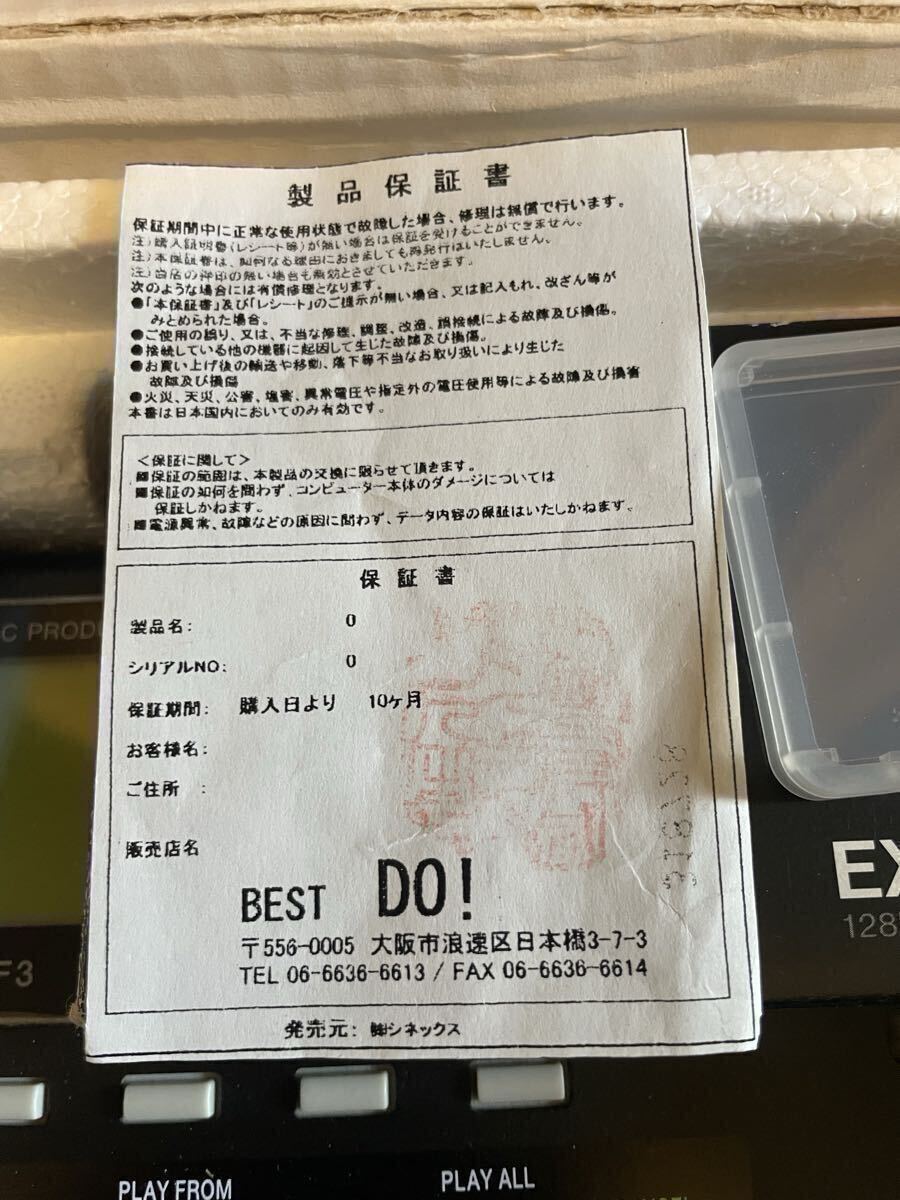 製品保証書
保証期間中に正常な使用状態で故障した場合、修理は無償で行います。
注)購入証明書(レシート等)が無い場合は保証を受けることができません。
注)本保証書は、如何なる理由におきましても再発行はいたしません。
注)当店の押印の無い場合も無効とさせていただきます。
次のような場合には有償修理となります。
●「本保証書」及び「レシート」のご提示が無い場合、又は記入もれ、改ざん等が
みとめられた場合。
●ご使用の誤り、又は、不当な修理、調整、改造、誤接続による故障及び損傷。
●接続している他の機器に起因して生じた故障及び損傷。
●お買い上げ後の輸送や移動、落下等不当なお取り扱いにより生じた
故障及び損傷
●火災、天災、公害、塩害、異常電圧や指定外の電圧使用等による故障及び損害
本書は日本国内においてのみ有効です。
<保証に関して>
■保証の範囲は、本製品の交換に限らせて頂きます。
■保証の如何を問わず、コンピューター本体のダメージについては
保証しかねます。
■電源異常、故障などの原因に問わず、データ内容の保証はいたしかねます。
保証書
製品名: 0
シリアルNO: 0
保証期間: 購入日より 10ヶ月
お客様名:
ご住所 :
販売店名
BEST DO!
〒556-0005 大阪市浪速区日本橋3-7-3
TEL 06-6636-6613 / FAX 06-6636-6614
発売元: ㈱シネックス
C PRODU
F3
EX
128
PLAY FROM
PLAY ALL